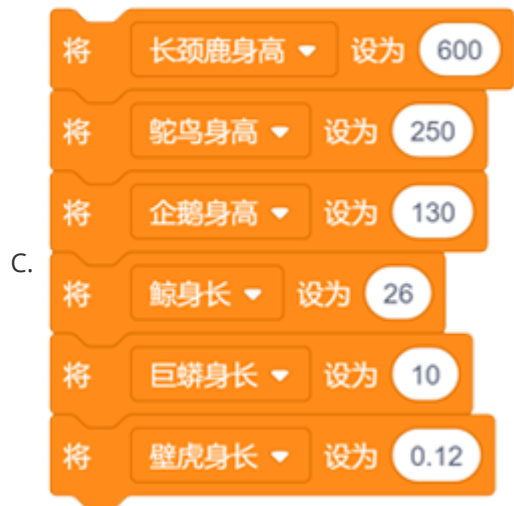 将 长颈鹿身高 设为 600
将 鸵鸟身高 设为 250
将 企鹅身高 设为 130
C.
将 鲸身长 设为 26
将 巨蟒身长 设为 10
将 壁虎身长 设为 0.12